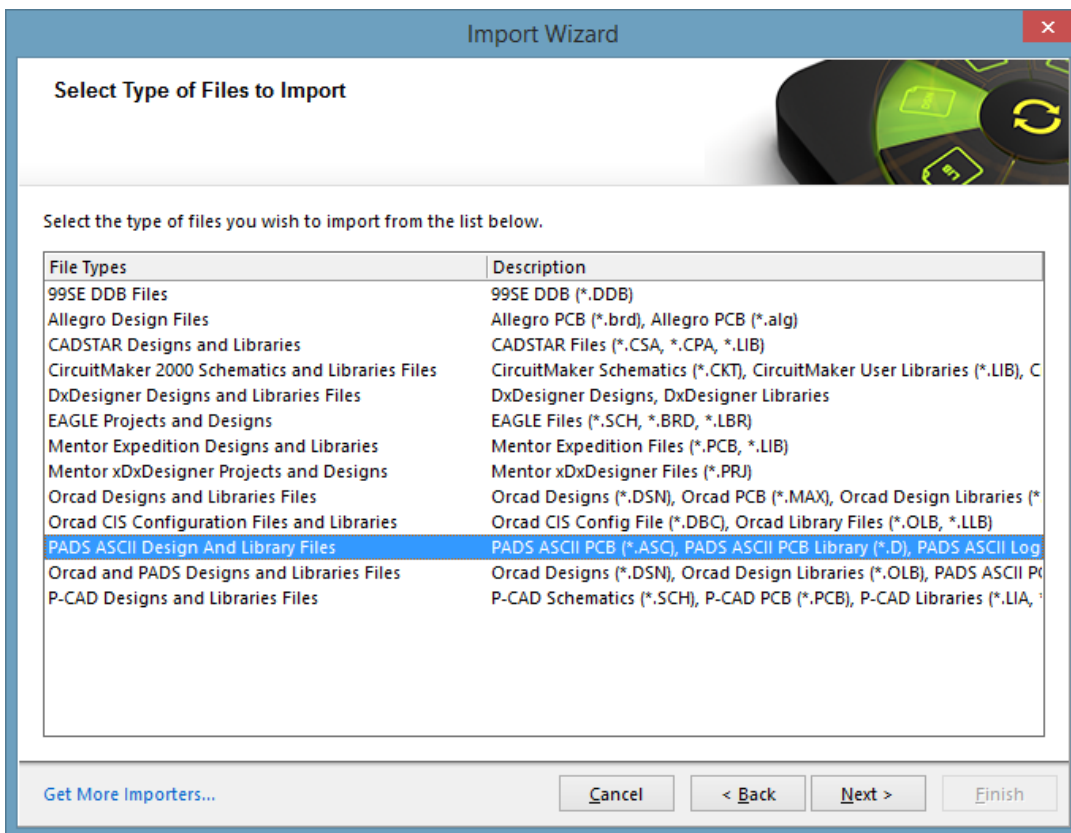 Import Wizard
Select Type of Files to Import
DSN
LIB
Select the type of files you wish to import from the list below.
File Types Description
99SE DDB Files 99SE DDB (*.DDB)
Allegro Design Files Allegro PCB (*.brd), Allegro PCB (*.alg)
CADSTAR Designs and Libraries CADSTAR Files (*.CSA, *.CPA, *.LIB)
CircuitMaker 2000 Schematics and Libraries Files CircuitMaker Schematics (*.CKT), CircuitMaker User Libraries (*.LIB), C
DxDesigner Designs and Libraries Files DxDesigner Designs, DxDesigner Libraries
EAGLE Projects and Designs EAGLE Files (*.SCH, *.BRD, *.LBR)
Mentor Expedition Designs and Libraries Mentor Expedition Files (*.PCB, *.LIB)
Mentor xDxDesigner Projects and Designs Mentor xDxDesigner Files (*.PRJ)
Orcad Designs and Libraries Files Orcad Designs (*.DSN), Orcad PCB (*.MAX), Orcad Design Libraries (*
Orcad CIS Configuration Files and Libraries Orcad CIS Config File (*.DBC), Orcad Library Files (*.OLB, *.LLB)
PADS ASCII Design And Library Files PADS ASCII PCB (*.ASC), PADS ASCII PCB Library (*.D), PADS ASCII Log
Orcad and PADS Designs and Libraries Files Orcad Designs (*.DSN), Orcad Design Libraries (*.OLB), PADS ASCII P
P-CAD Designs and Libraries Files P-CAD Schematics (*.SCH), P-CAD PCB (*.PCB), P-CAD Libraries (*.LIA,
Get More Importers... Cancel < Back Next > Finish